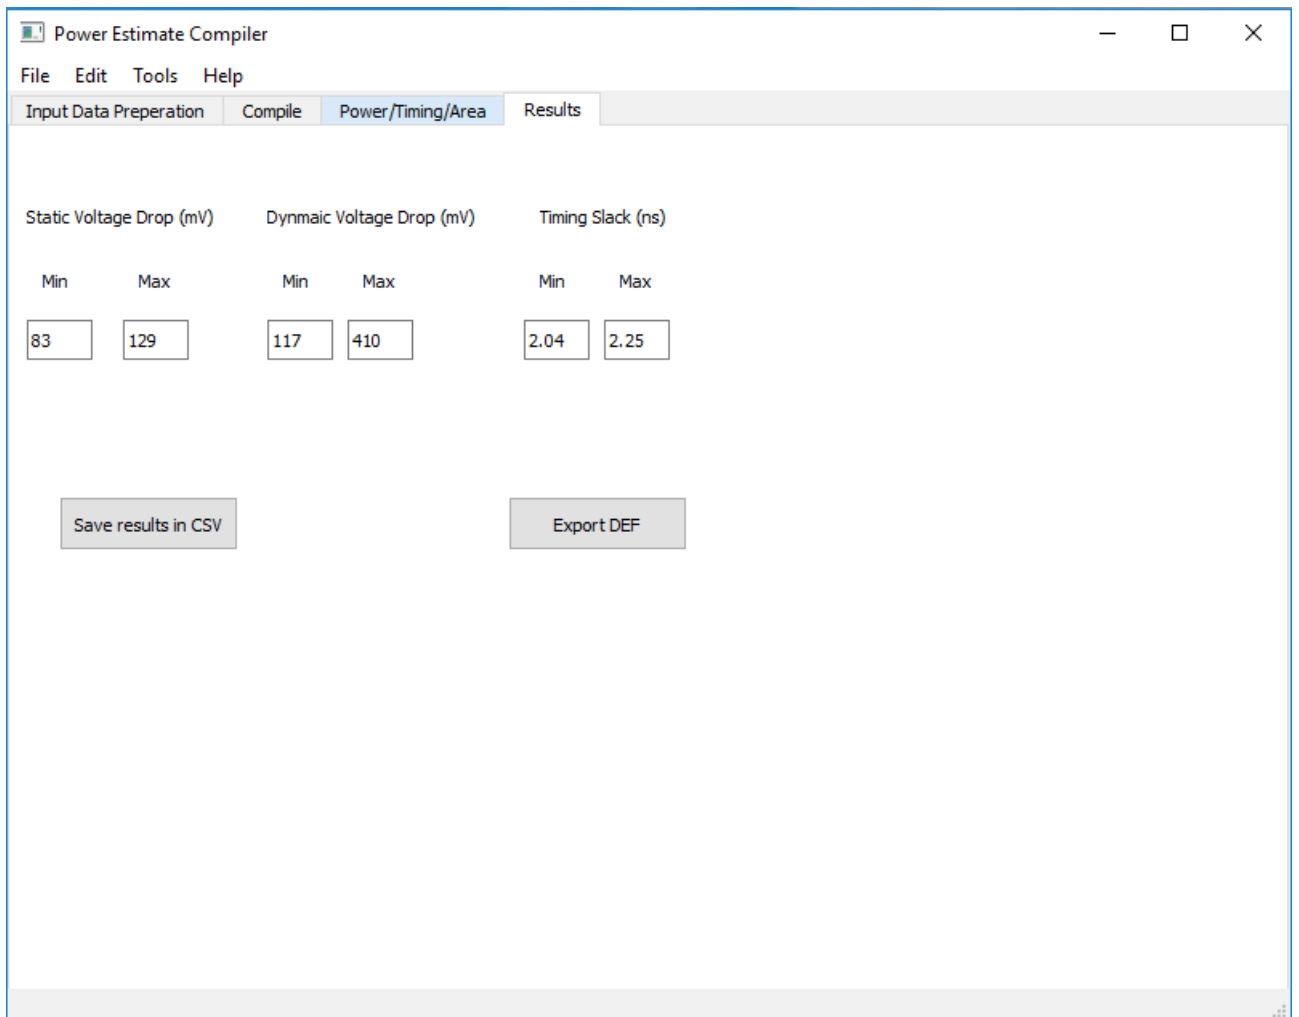 Power Estimate Compiler
File Edit Tools Help
Input Data Preperation Compile Power/Timing/Area Results
Static Voltage Drop (mV) Dynmaic Voltage Drop (mV) Timing Slack (ns)
Min Max Min Max Min Max
83 129 117 410 2.04 2.25
Save results in CSV Export DEF